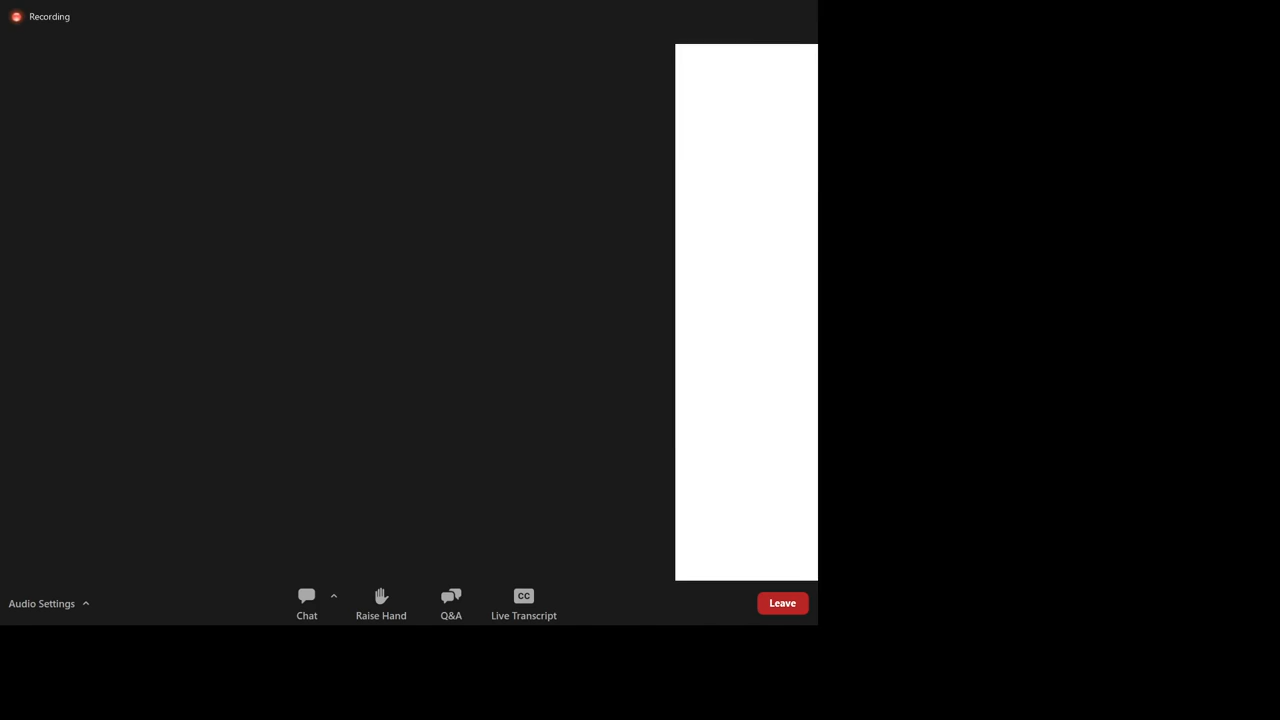 Recording
Audio Settings
Chat
Raise Hand
Q&A
CC
Live Transcript
Leave